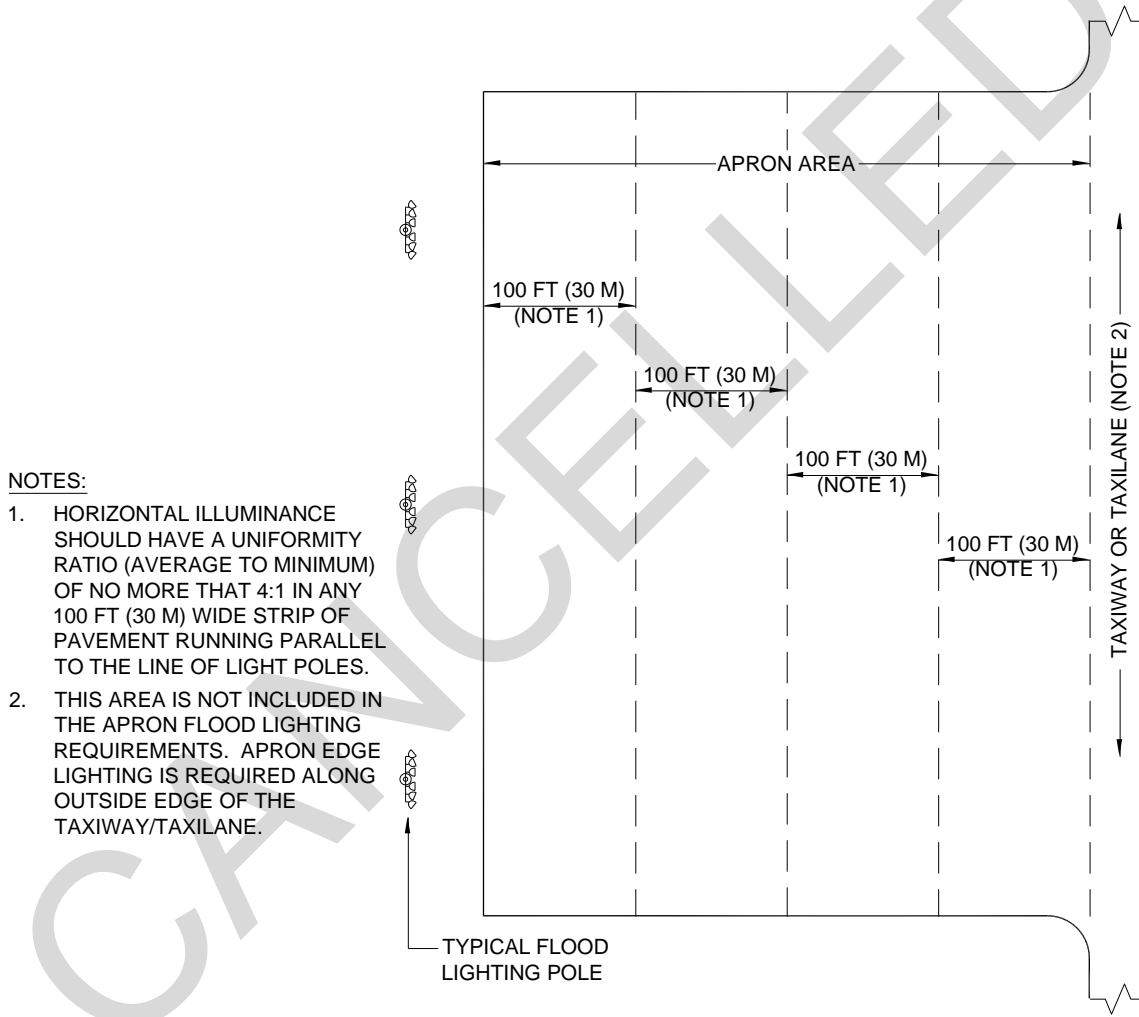 APRON AREA
100 FT (30 M)
(NOTE 1)
100 FT (30 M)
(NOTE 1)
100 FT (30 M)
(NOTE 1)
100 FT (30 M)
(NOTE 1)
TAXIWAY OR TAXILANE (NOTE 2)
NOTES:
1. HORIZONTAL ILLUMINANCE
SHOULD HAVE A UNIFORMITY
RATIO (AVERAGE TO MINIMUM)
OF NO MORE THAT 4:1 IN ANY
100 FT (30 M) WIDE STRIP OF
PAVEMENT RUNNING PARALLEL
TO THE LINE OF LIGHT POLES.
2. THIS AREA IS NOT INCLUDED IN
THE APRON FLOOD LIGHTING
REQUIREMENTS. APRON EDGE
LIGHTING IS REQUIRED ALONG
OUTSIDE EDGE OF THE
TAXIWAY/TAXILANE.
TYPICAL FLOOD
LIGHTING POLE
CANCELLED